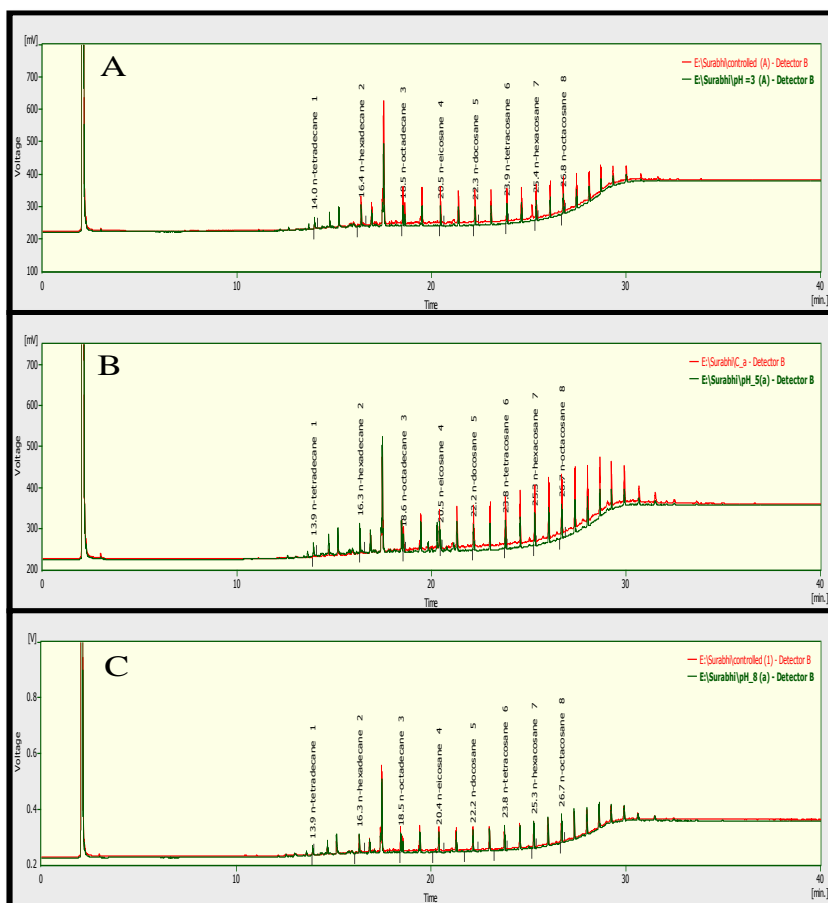 [mV]
A
E:\Surabhi\controlled (A) - Detector B
E:\Surabhi\pH =3 (A) - Detector B
700
600
500
400
300
200
100
Voltage
14.0 n-tetradecane 1
16.4 n-hexadecane 2
18.5 n-octadecane 3
20.5 n-eicosane 4
22.3 n-docosane 5
23.9 n-tetracosane 6
25.4 n-hexacosane 7
26.8 n-octacosane 8
0 10 20 30 40
Time
[min.]
[mV]
B
E:\Surabhi\C_a - Detector B
E:\Surabhi\pH_5(a) - Detector B
700
600
500
400
300
200
Voltage
13.9 n-tetradecane 1
16.3 n-hexadecane 2
18.6 n-octadecane 3
20.5 n-eicosane 4
22.2 n-docosane 5
23.8 n-tetracosane 6
25.3 n-hexacosane 7
26.7 n-octacosane 8
0 10 20 30 40
Time
[min.]
[V]
C
E:\Surabhi\controlled (1) - Detector B
E:\Surabhi\pH_8 (a) - Detector B
0.8
0.6
0.4
0.2
Voltage
13.9 n-tetradecane 1
16.3 n-hexadecane 2
18.5 n-octadecane 3
20.4 n-eicosane 4
22.2 n-docosane 5
23.8 n-tetracosane 6
25.3 n-hexacosane 7
26.7 n-octacosane 8
0 10 20 30 40
Time
[min.]